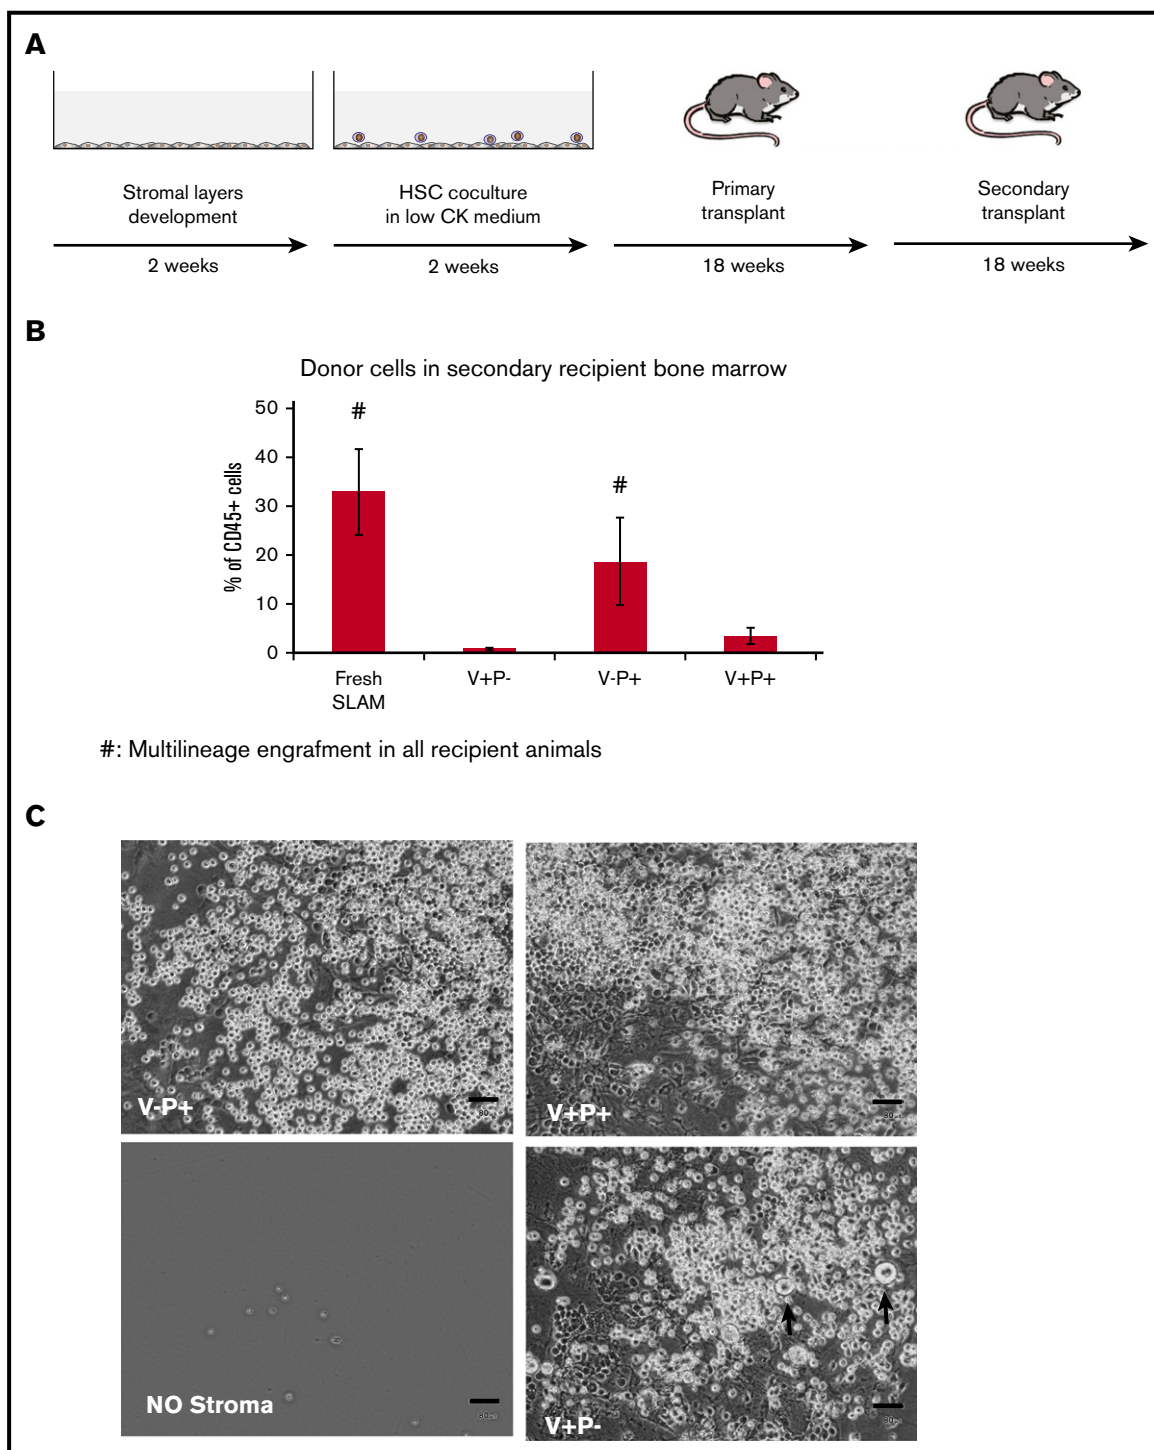 A
Stromal layers
development
2 weeks
HSC coculture
in low CK medium
2 weeks
Primary
transplant
18 weeks
Secondary
transplant
18 weeks
B
Donor cells in secondary recipient bone marrow
% of CD45+ cells
50
40
30
20
10
0
#
#
Fresh
SLAM
V+P-
V-P+
V+P+
#: Multilineage engrafment in all recipient animals
C
V-P+
V+P+
80µm
NO Stroma
80µm
V+P-